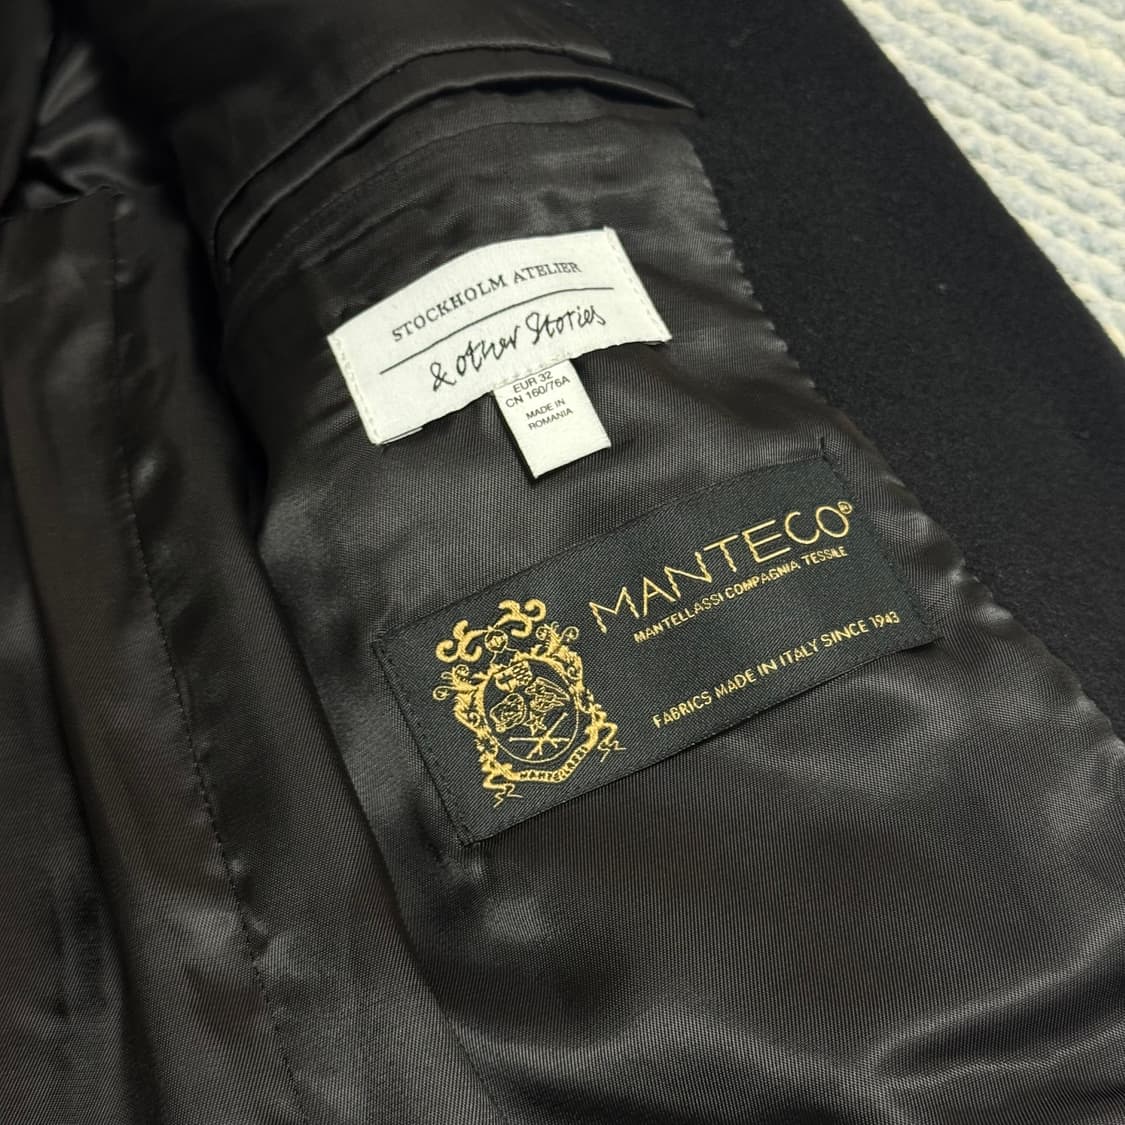 STOCKHOLM ATELIER
& other Stories
EUR 32
CN 160/76A
MADE IN
ROMANIA
MANTECO®
MANTELLASSI COMPAGNIA TESSILE
FABRICS MADE IN ITALY SINCE 1943
MANTELLASSI